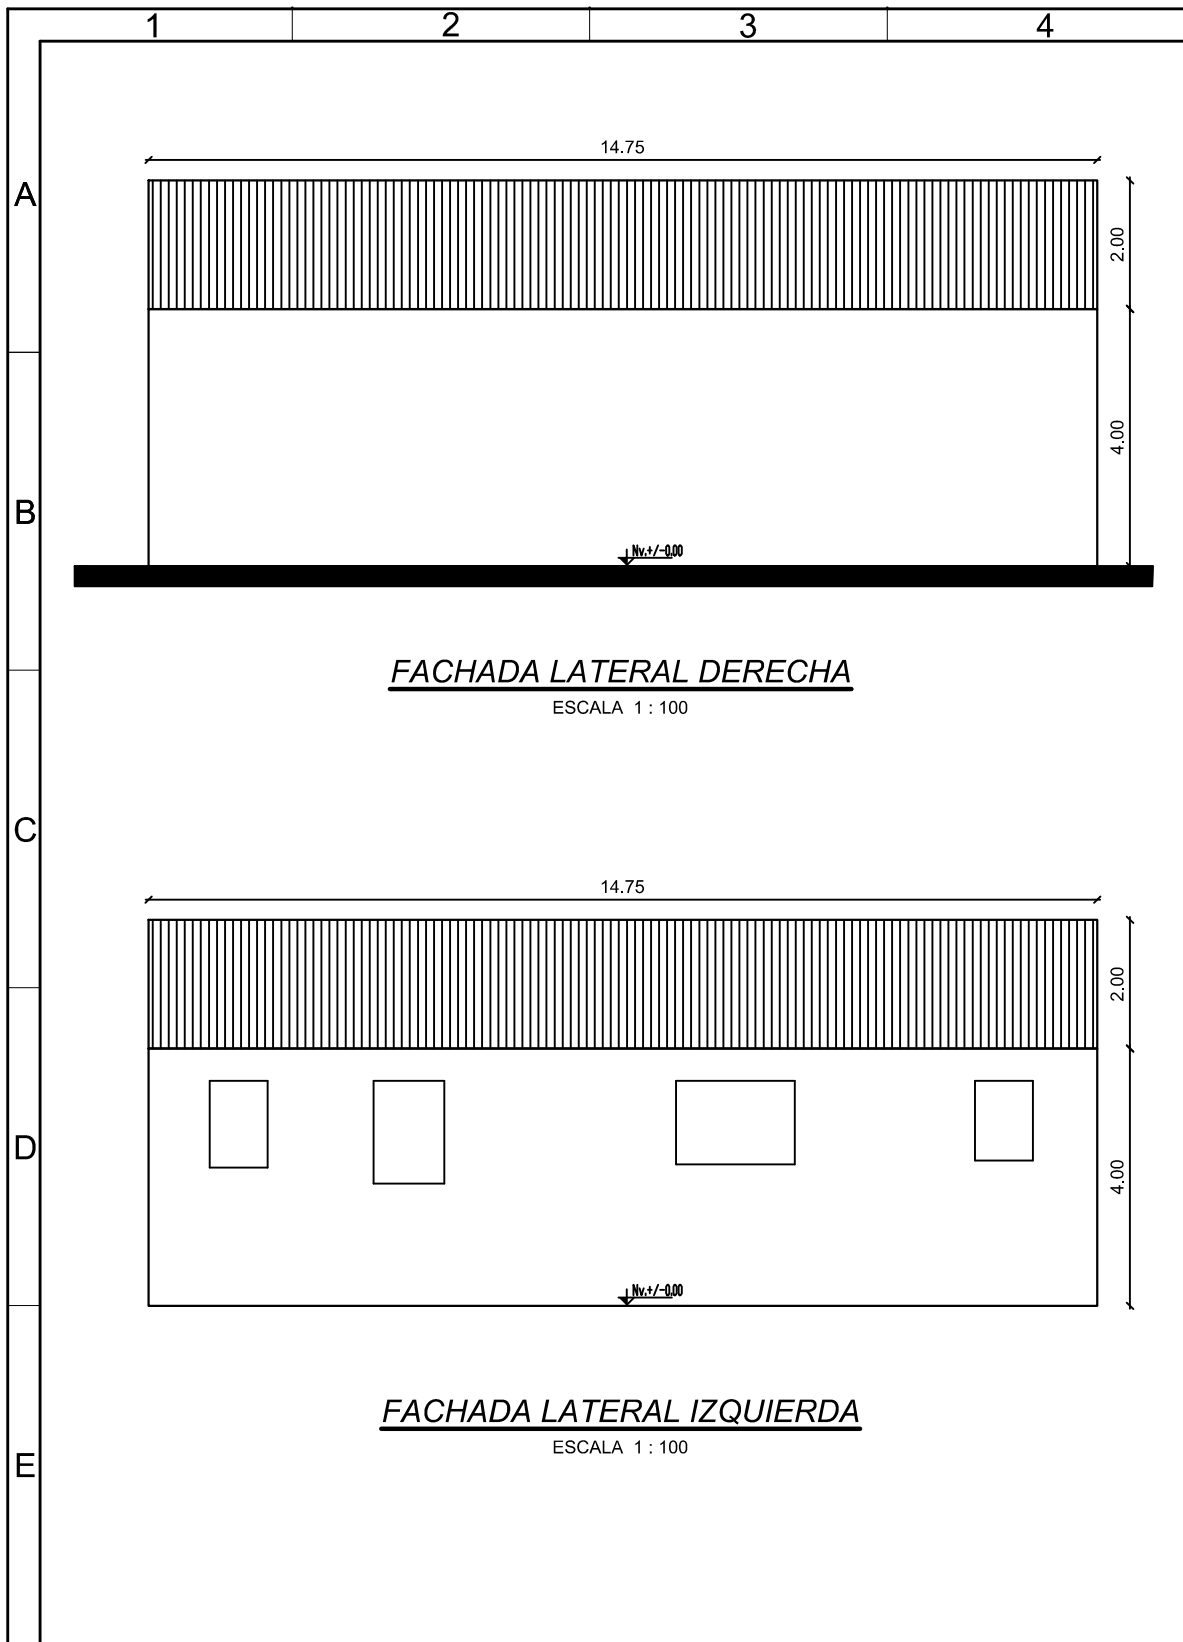 1 2 3 4
A
B
C
D
E
14.75
2.00
4.00
Nv.+/-0.00
FACHADA LATERAL DERECHA
ESCALA 1 : 100
14.75
2.00
4.00
Nv.+/-0.00
FACHADA LATERAL IZQUIERDA
ESCALA 1 : 100